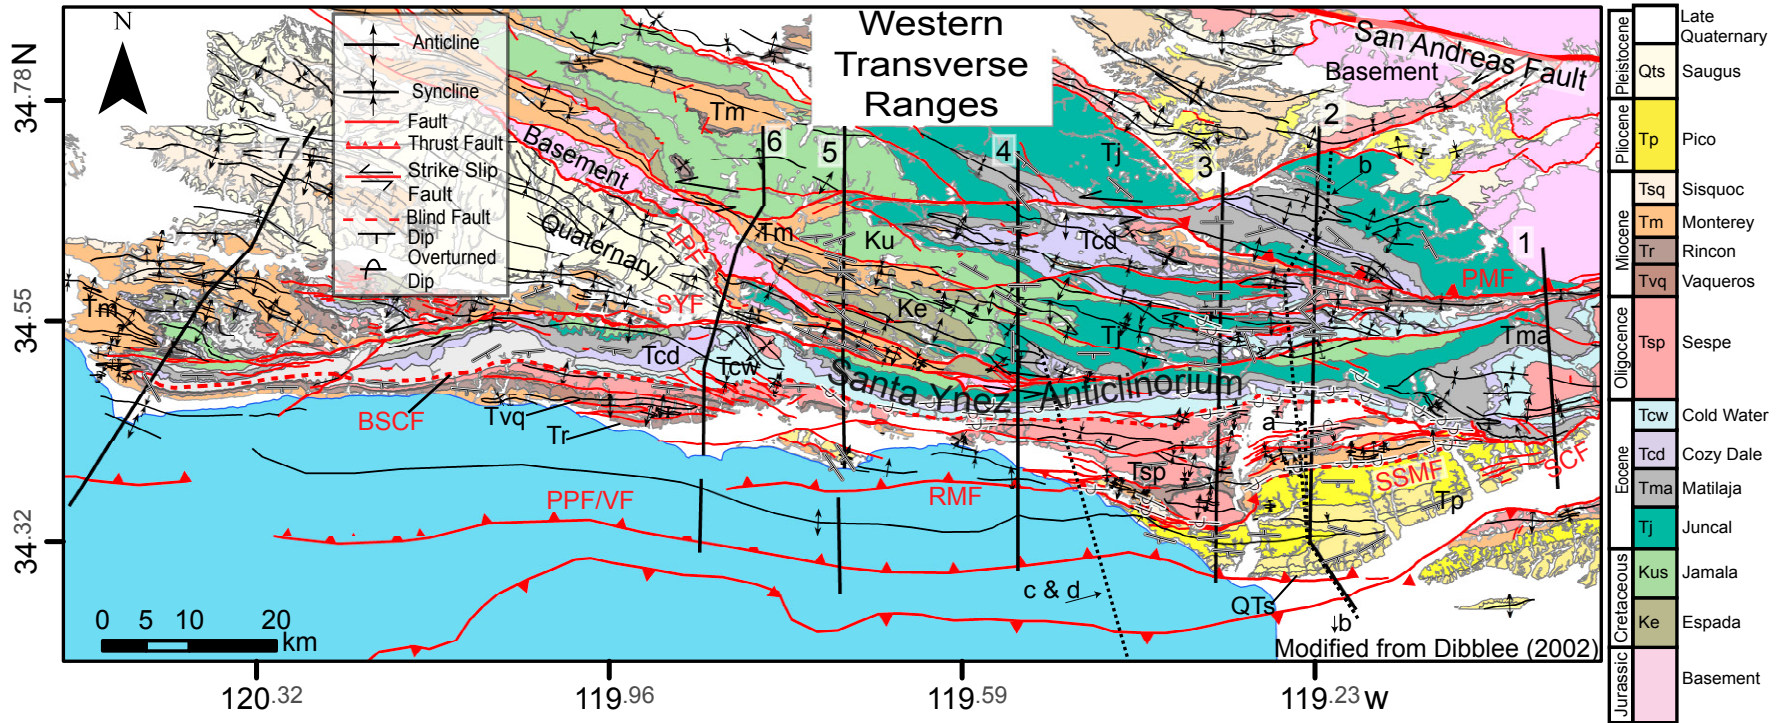 Western
Transverse
Ranges
N
Anticline
Syncline
Fault
Thrust Fault
Strike Slip
Fault
Blind Fault
Dip
Overturned
Dip
San Andreas Fault
Basement
Tm
Basement
7
6
5
4
3
2
1
b
Tj
Quaternary
LPF
Tm
Ku
Tcd
PMF
Tm
SYF
Ke
Tj
Tma
Tcd
Tcw
Santa Ynez Anticlinorium
BSCF
Tvq
Tr
a
c
Tsp
SSMF
SCF
Tp
PPF/VF
RMF
c & d
QTs
↓b
Modified from Dibblee (2002)
0 5 10 20
km
34.78 N
34.55
34.32
120.32
119.96
119.59
119.23 W
Pleistocene
Pliocene
Miocene
Oligocene
Eocene
Cretaceous
Jurassic
Late
Quaternary
Qts Saugus
Tp Pico
Tsq Sisquoc
Tm Monterey
Tr Rincon
Tvq Vaqueros
Tsp Sespe
Tcw Cold Water
Tcd Cozy Dale
Tma Matilaja
Tj Juncal
Kus Jamala
Ke Espada
Basement